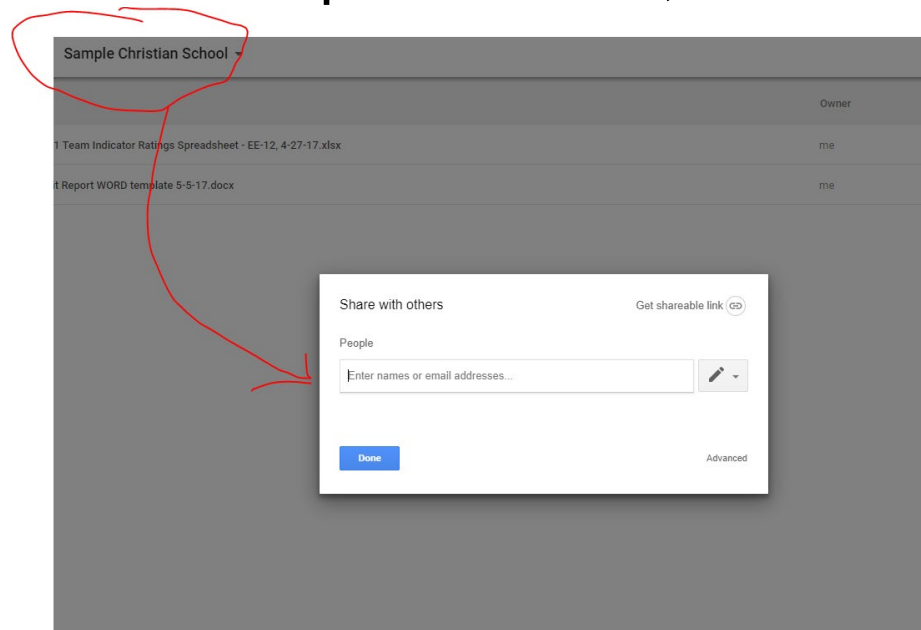 Sample Christian School
Owner
1 Team Indicator Ratings Spreadsheet - EE-12, 4-27-17.xlsx
me
it Report WORD template 5-5-17.docx
me
Share with others
Get shareable link
People
Enter names or email addresses...
Done
Advanced